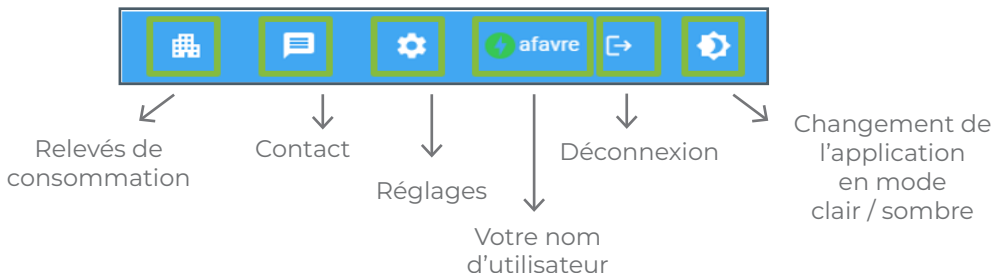 afavre
Relevés de
consommation
Contact
Réglages
Votre nom
d’utilisateur
Déconnexion
Changement de
l’application
en mode
clair / sombre